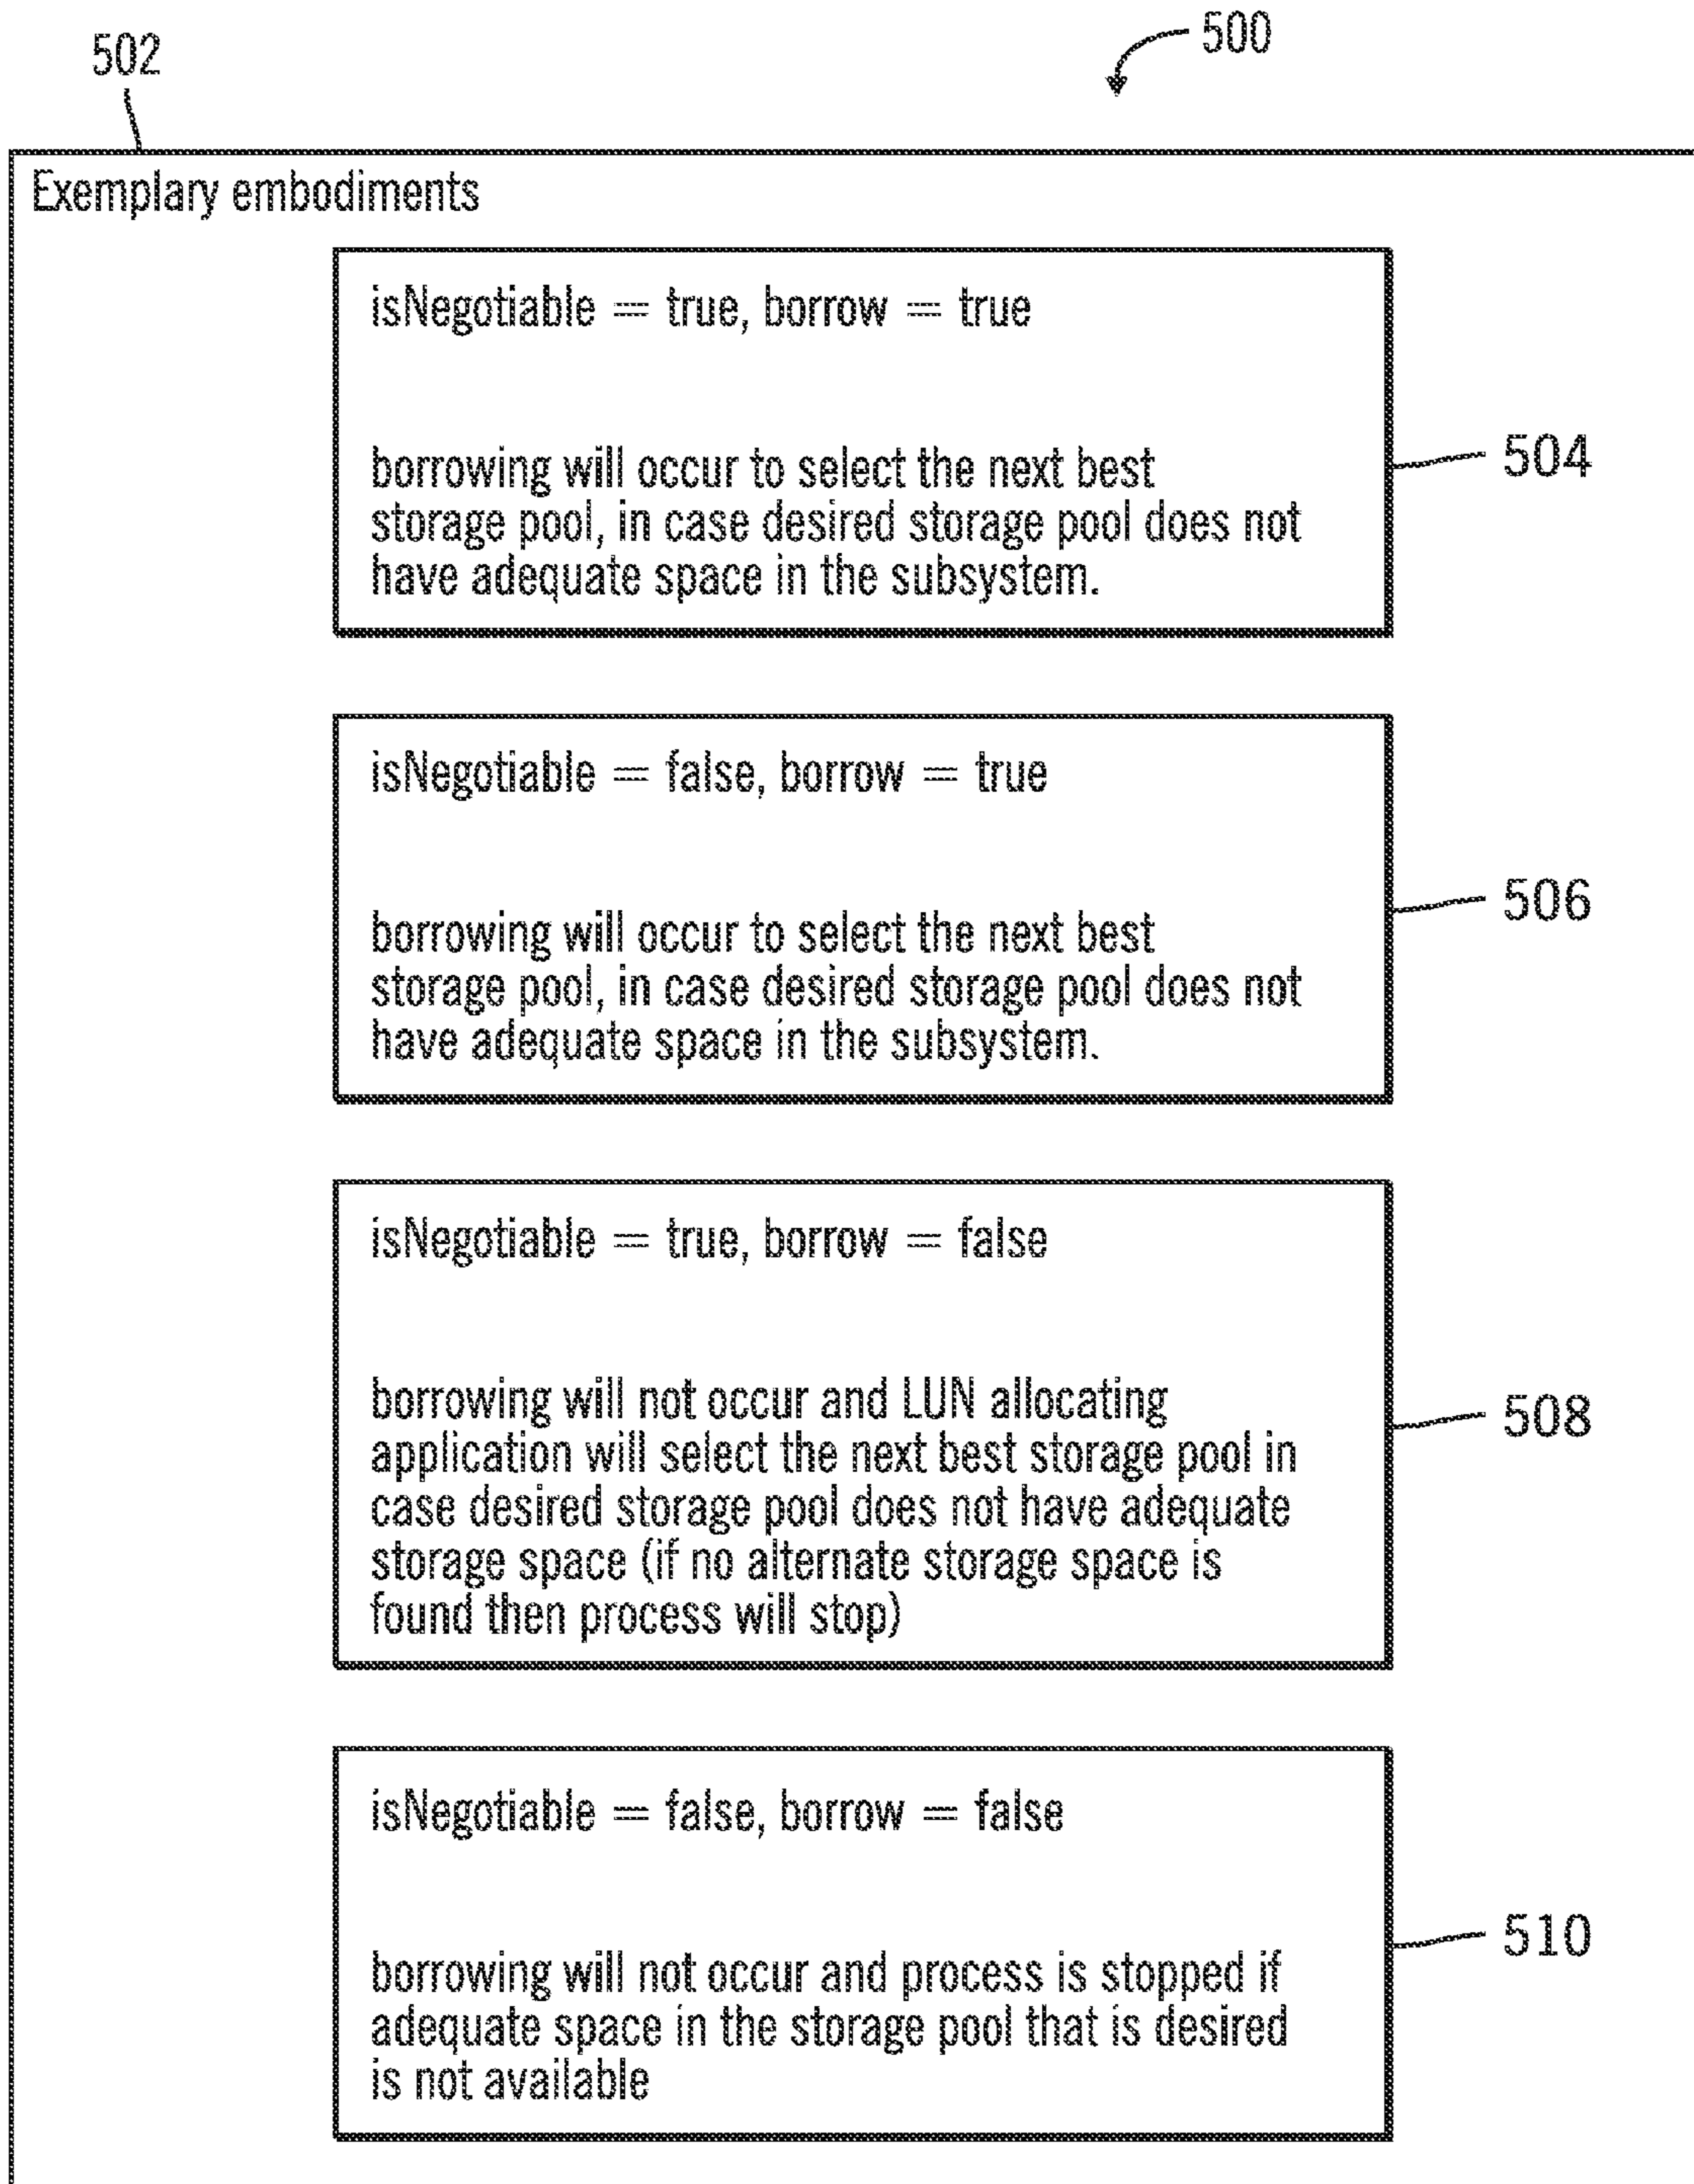 500
502
Exemplary embodiments
isNegotiable = true, borrow = true
borrowing will occur to select the next best
storage pool, in case desired storage pool does not
have adequate space in the subsystem.
504
isNegotiable = false, borrow = true
borrowing will occur to select the next best
storage pool, in case desired storage pool does not
have adequate space in the subsystem.
506
isNegotiable = true, borrow = false
borrowing will not occur and LUN allocating
application will select the next best storage pool in
case desired storage pool does not have adequate
storage space (if no alternate storage space is
found then process will stop)
508
isNegotiable = false, borrow = false
borrowing will not occur and process is stopped if
adequate space in the storage pool that is desired
is not available
510